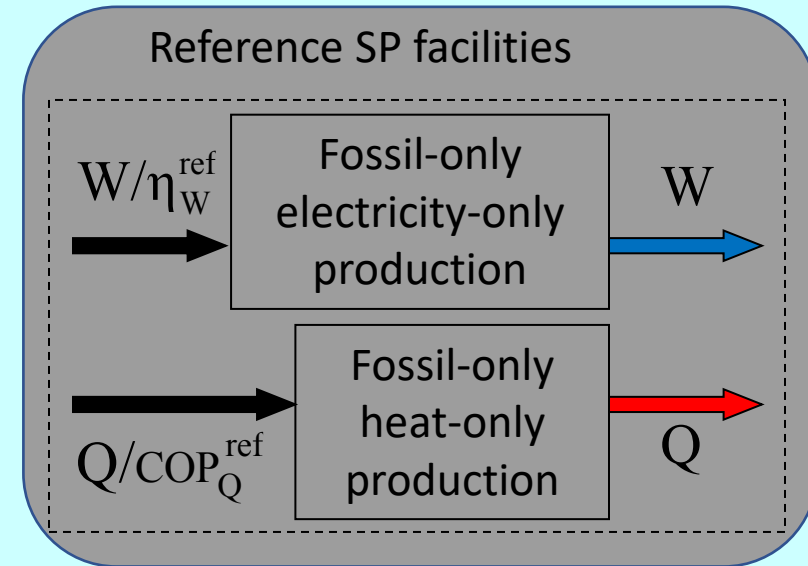 Reference SP facilities
W/η_W^ref
Fossil-only
electricity-only
production
W
Q/COP_Q^ref
Fossil-only
heat-only
production
Q